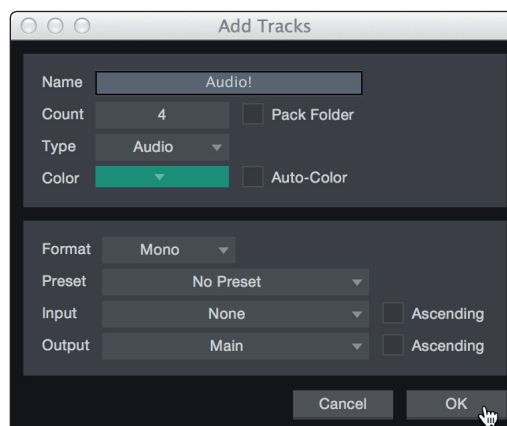 Add Tracks
Name Audio!
Count 4 Pack Folder
Type Audio
Color Auto-Color
Format Mono
Preset No Preset
Input None Ascending
Output Main Ascending
Cancel OK